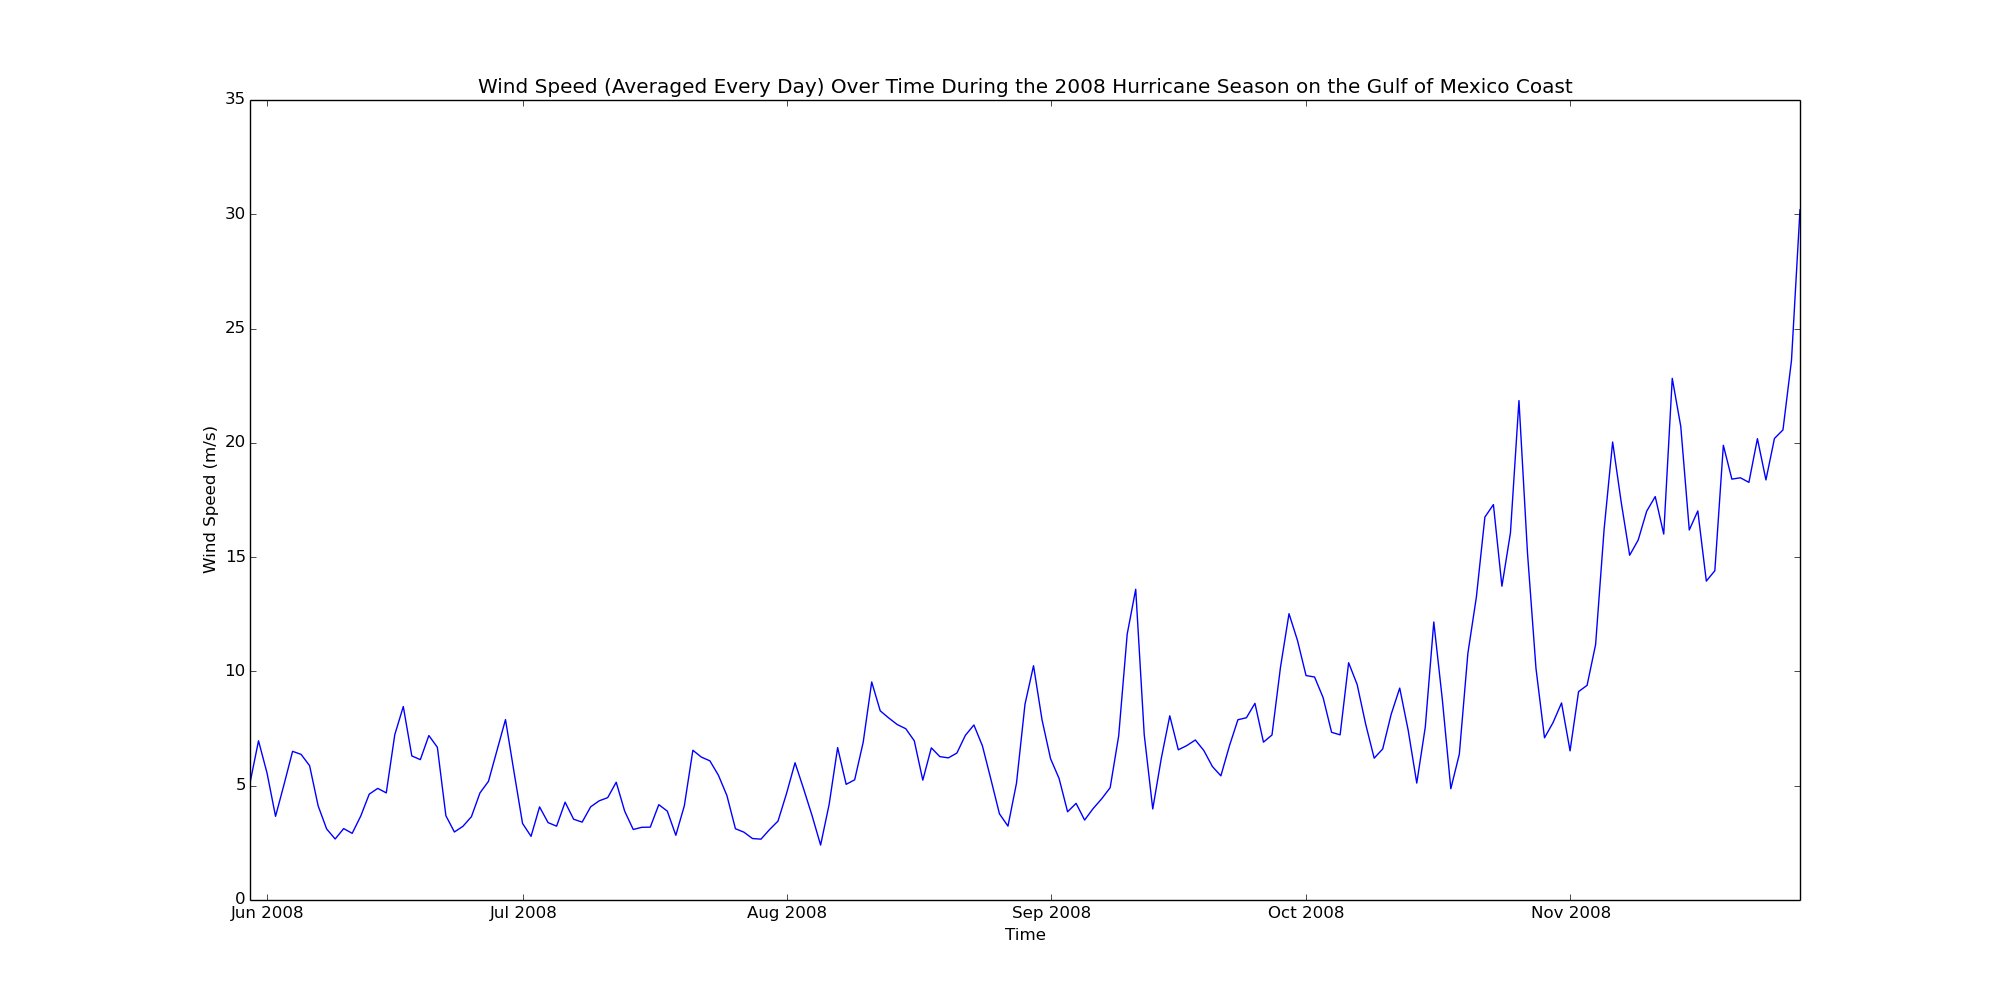 Wind Speed (Averaged Every Day) Over Time During the 2008 Hurricane Season on the Gulf of Mexico Coast
35
30
25
20
15
10
5
0
Wind Speed (m/s)
Jun 2008 Jul 2008 Aug 2008 Sep 2008 Oct 2008 Nov 2008
Time